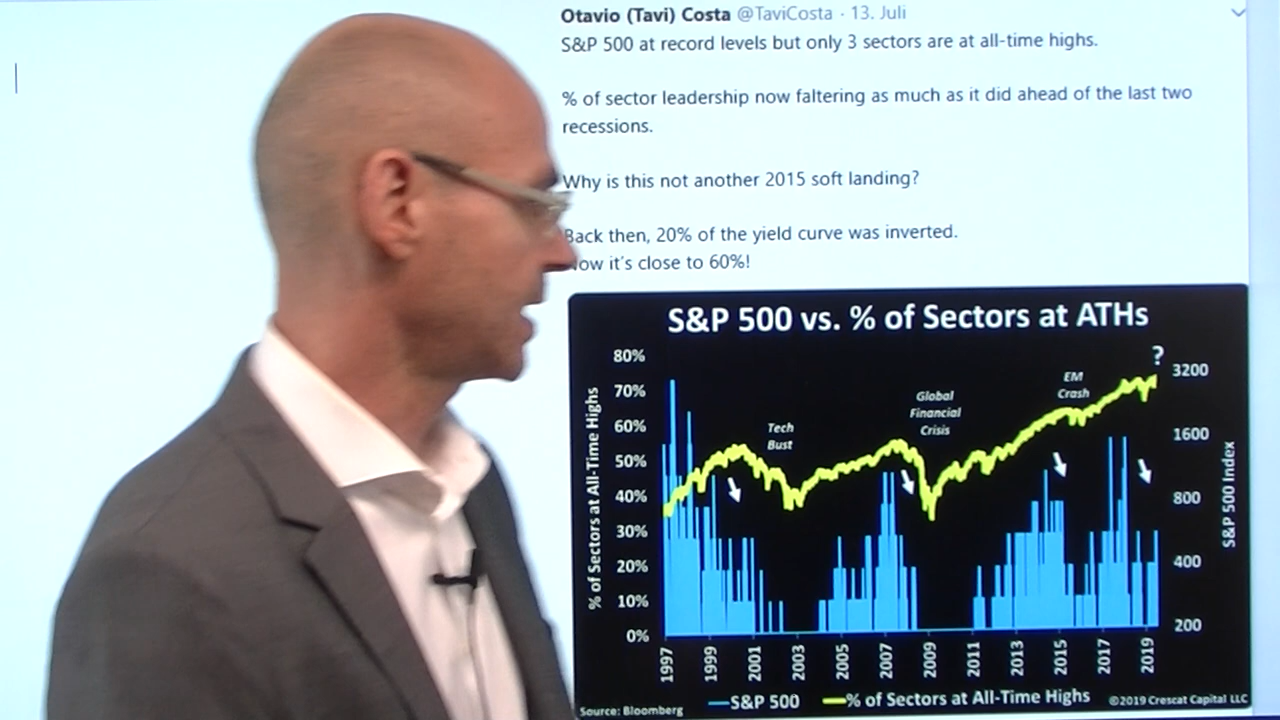 Otavio (Tavi) Costa @TaviCosta · 13. Juli
S&P 500 at record levels but only 3 sectors are at all-time highs.
% of sector leadership now faltering as much as it did ahead of the last two
recessions.
Why is this not another 2015 soft landing?
Back then, 20% of the yield curve was inverted.
Now it's close to 60%!
S&P 500 vs. % of Sectors at ATHs
% of Sectors at All-Time Highs
80%
70%
60%
50%
40%
30%
20%
10%
0%
Tech
Bust
Global
Financial
Crisis
EM
Crash
?
3200
1600
800
400
200
S&P 500 Index
1997
1999
2001
2003
2005
2007
2009
2011
2013
2015
2017
2019
S&P 500
% of Sectors at All-Time Highs
Source: Bloomberg
©2019 Crescat Capital LLC